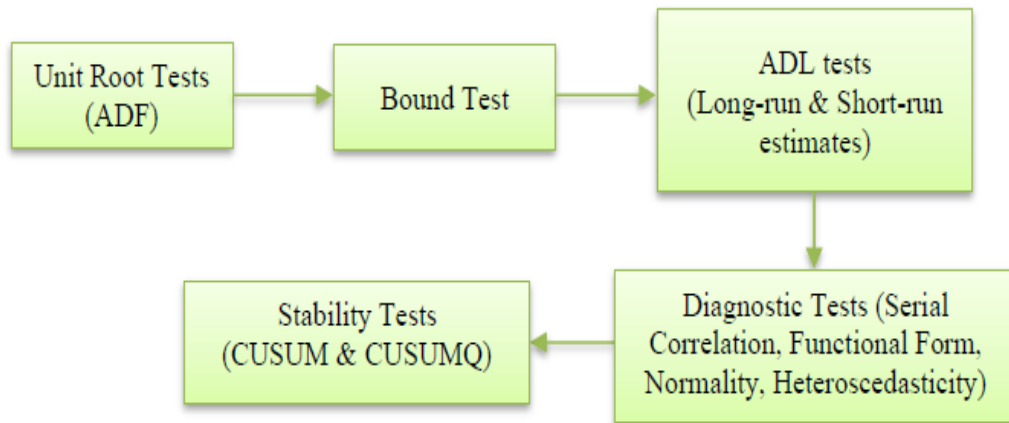 Unit Root Tests
(ADF)
Bound Test
ADL tests
(Long-run & Short-run
estimates)
Diagnostic Tests (Serial
Correlation, Functional Form,
Normality, Heteroscedasticity)
Stability Tests
(CUSUM & CUSUMQ)